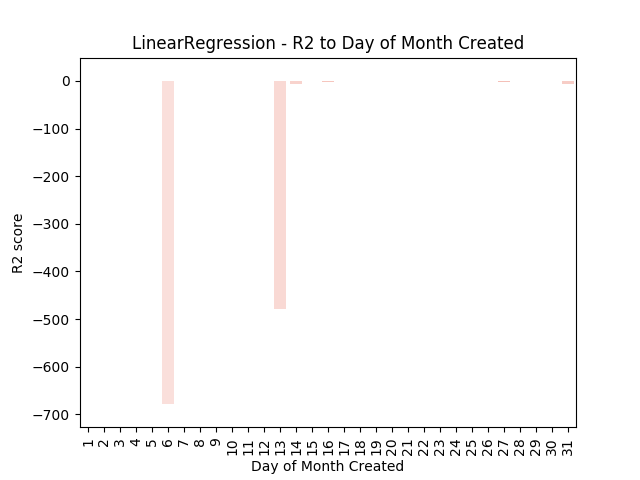 LinearRegression - R2 to Day of Month Created
R2 score
0
−100
−200
−300
−400
−500
−600
−700
1 2 3 4 5 6 7 8 9 10 11 12 13 14 15 16 17 18 19 20 21 22 23 24 25 26 27 28 29 30 31
Day of Month Created